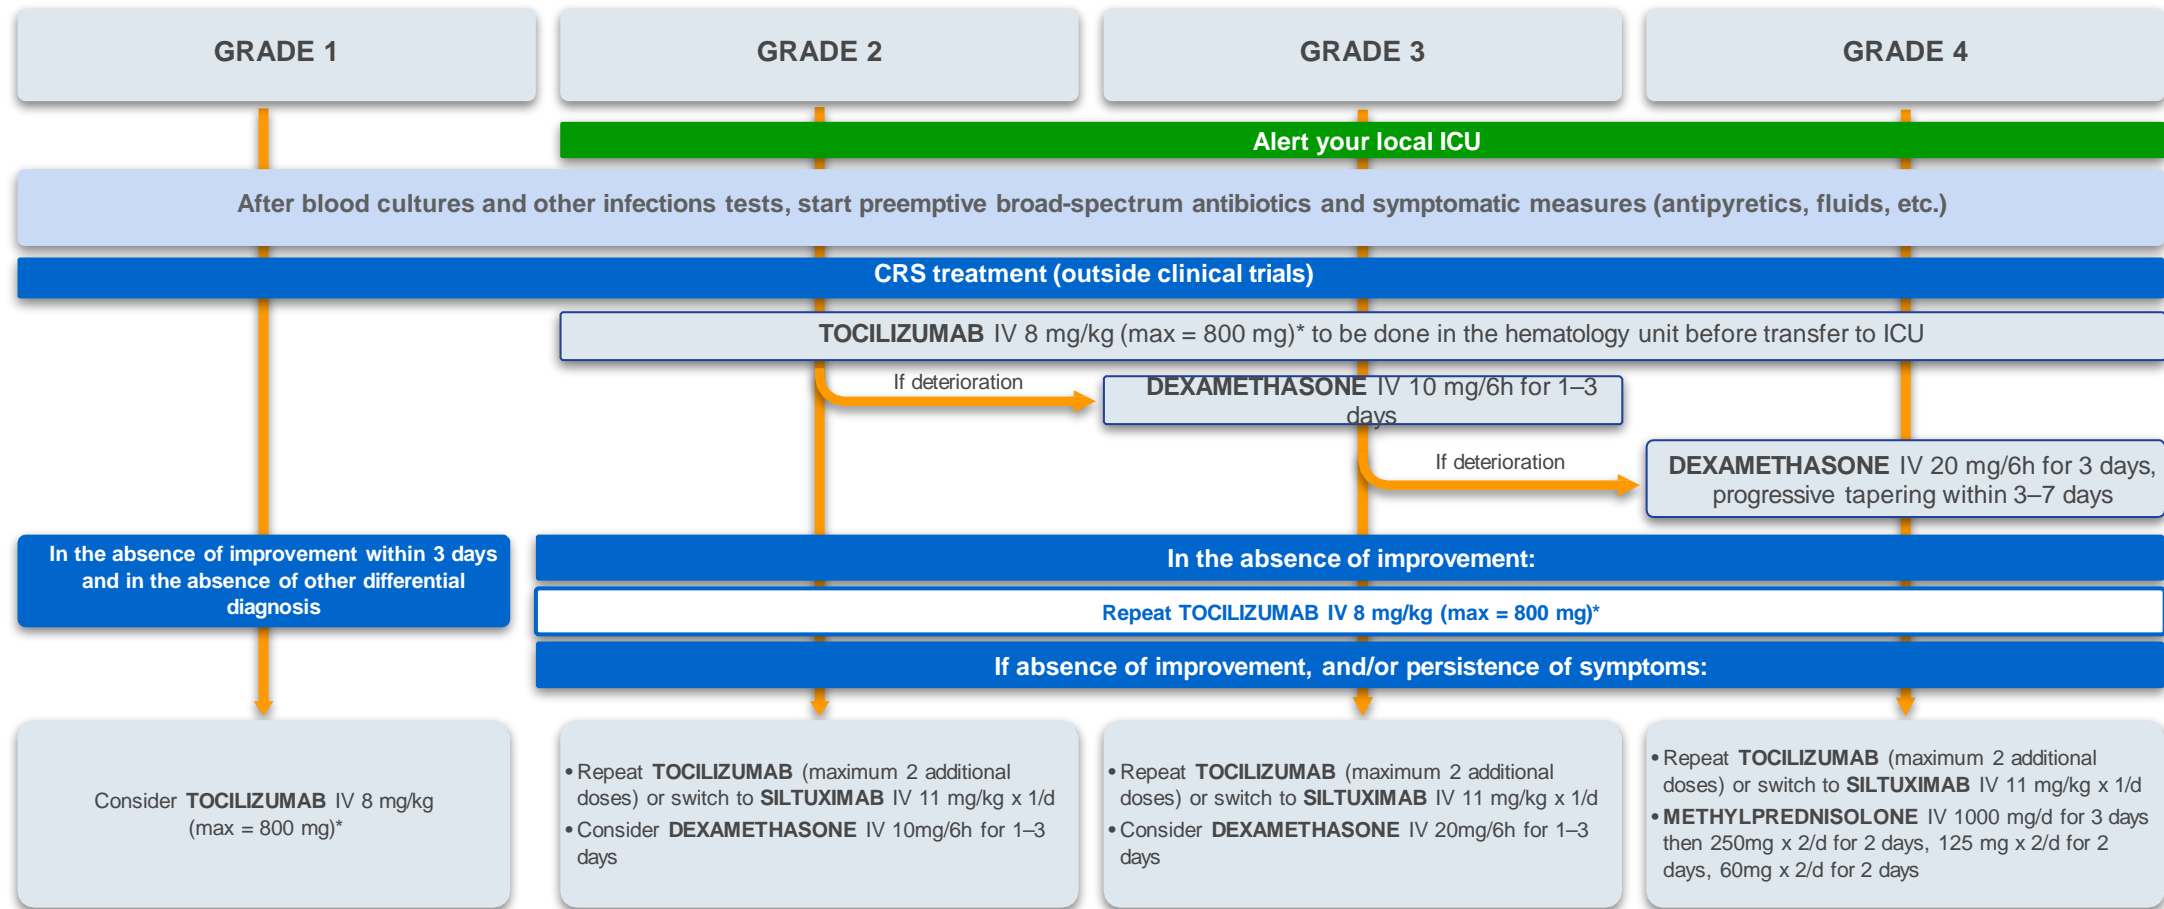 GRADE 1
GRADE 2
GRADE 3
GRADE 4
Alert your local ICU
After blood cultures and other infections tests, start preemptive broad-spectrum antibiotics and symptomatic measures (antipyretics, fluids, etc.)
CRS treatment (outside clinical trials)
TOCILIZUMAB IV 8 mg/kg (max = 800 mg)* to be done in the hematology unit before transfer to ICU
If deterioration
DEXAMETHASONE IV 10 mg/6h for 1–3
days
If deterioration
DEXAMETHASONE IV 20 mg/6h for 3 days,
progressive tapering within 3–7 days
In the absence of improvement within 3 days
and in the absence of other differential
diagnosis
In the absence of improvement:
Repeat TOCILIZUMAB IV 8 mg/kg (max = 800 mg)*
If absence of improvement, and/or persistence of symptoms:
Consider TOCILIZUMAB IV 8 mg/kg
(max = 800 mg)*
• Repeat TOCILIZUMAB (maximum 2 additional
doses) or switch to SILTUXIMAB IV 11 mg/kg x 1/d
• Consider DEXAMETHASONE IV 10mg/6h for 1–3
days
• Repeat TOCILIZUMAB (maximum 2 additional
doses) or switch to SILTUXIMAB IV 11 mg/kg x 1/d
• Consider DEXAMETHASONE IV 20mg/6h for 1–3
days
• Repeat TOCILIZUMAB (maximum 2 additional
doses) or switch to SILTUXIMAB IV 11 mg/kg x 1/d
• METHYLPREDNISOLONE IV 1000 mg/d for 3 days
then 250mg x 2/d for 2 days, 125 mg x 2/d for 2
days, 60mg x 2/d for 2 days